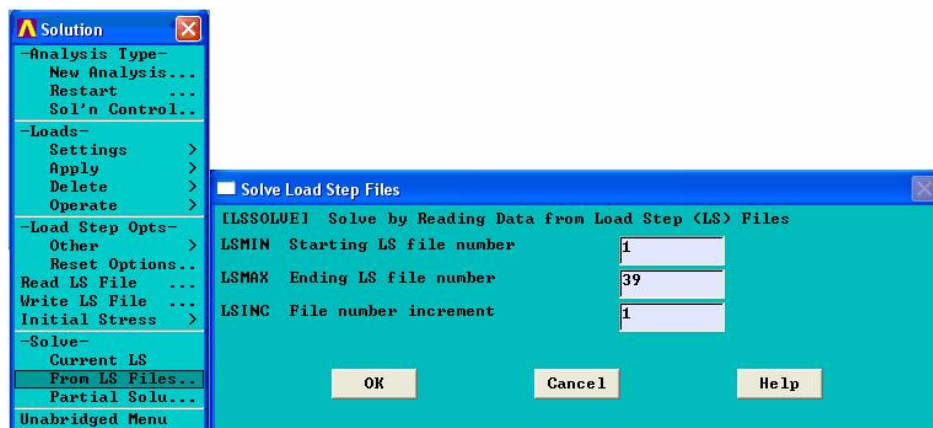 Solution
-Analysis Type-
New Analysis...
Restart ...
Sol'n Control..
-Loads-
Settings >
Apply >
Delete >
Operate >
-Load Step Opts-
Other >
Reset Options..
Read LS File ...
Write LS File ...
Initial Stress >
-Solve-
Current LS
From LS Files..
Partial Solu...
Unabridged Menu
Solve Load Step Files
[LSSOLVE] Solve by Reading Data from Load Step (LS) Files
LSMIN Starting LS file number 1
LSMAX Ending LS file number 39
LSINC File number increment 1
OK Cancel Help